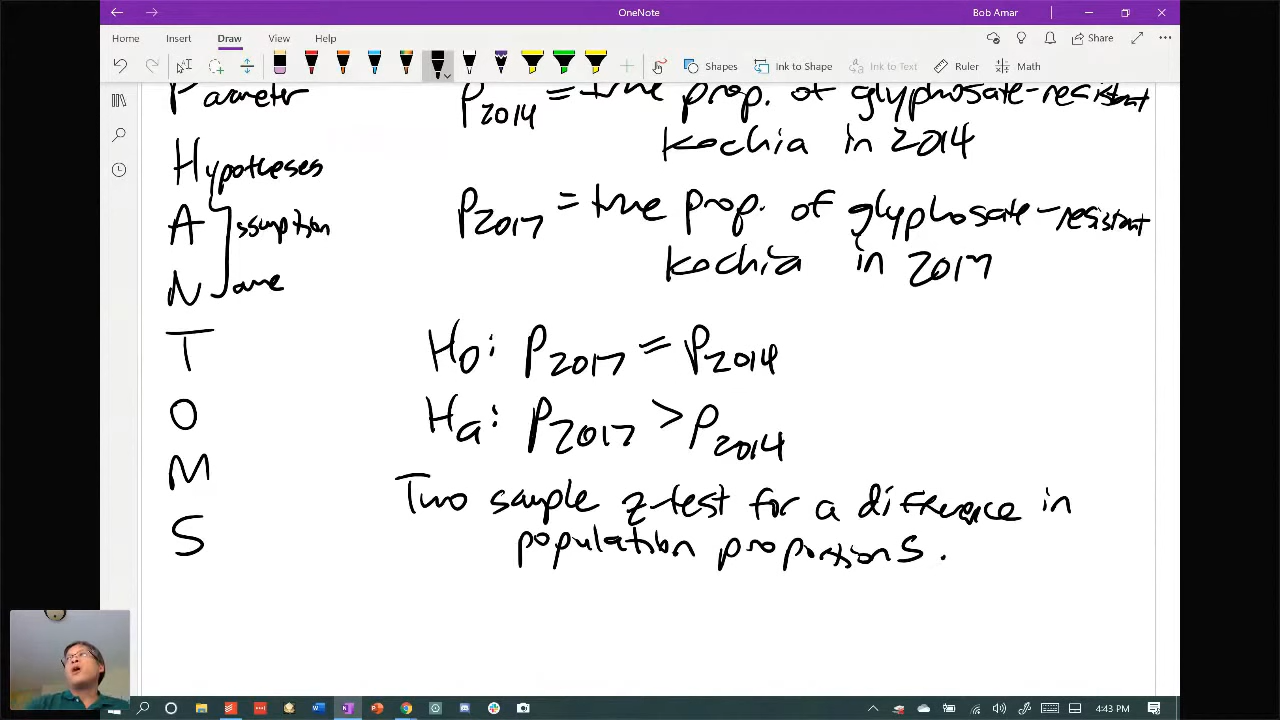 OneNote
Bob Amar
Home Insert Draw View Help
Share
Shapes Ink to Shape Ink to Text Ruler Math
Parameter
P2014 = true prop. of glyphosate-resistant
kochia in 2014
Hypotheses
Assumption
P2017 = true prop. of glyphosate-resistant
kochia in 2017
Name
T
H0: P2017 = P2014
O
Ha: P2017 > P2014
M
Two sample z-test for a difference in
S
population proportions.
4:43 PM